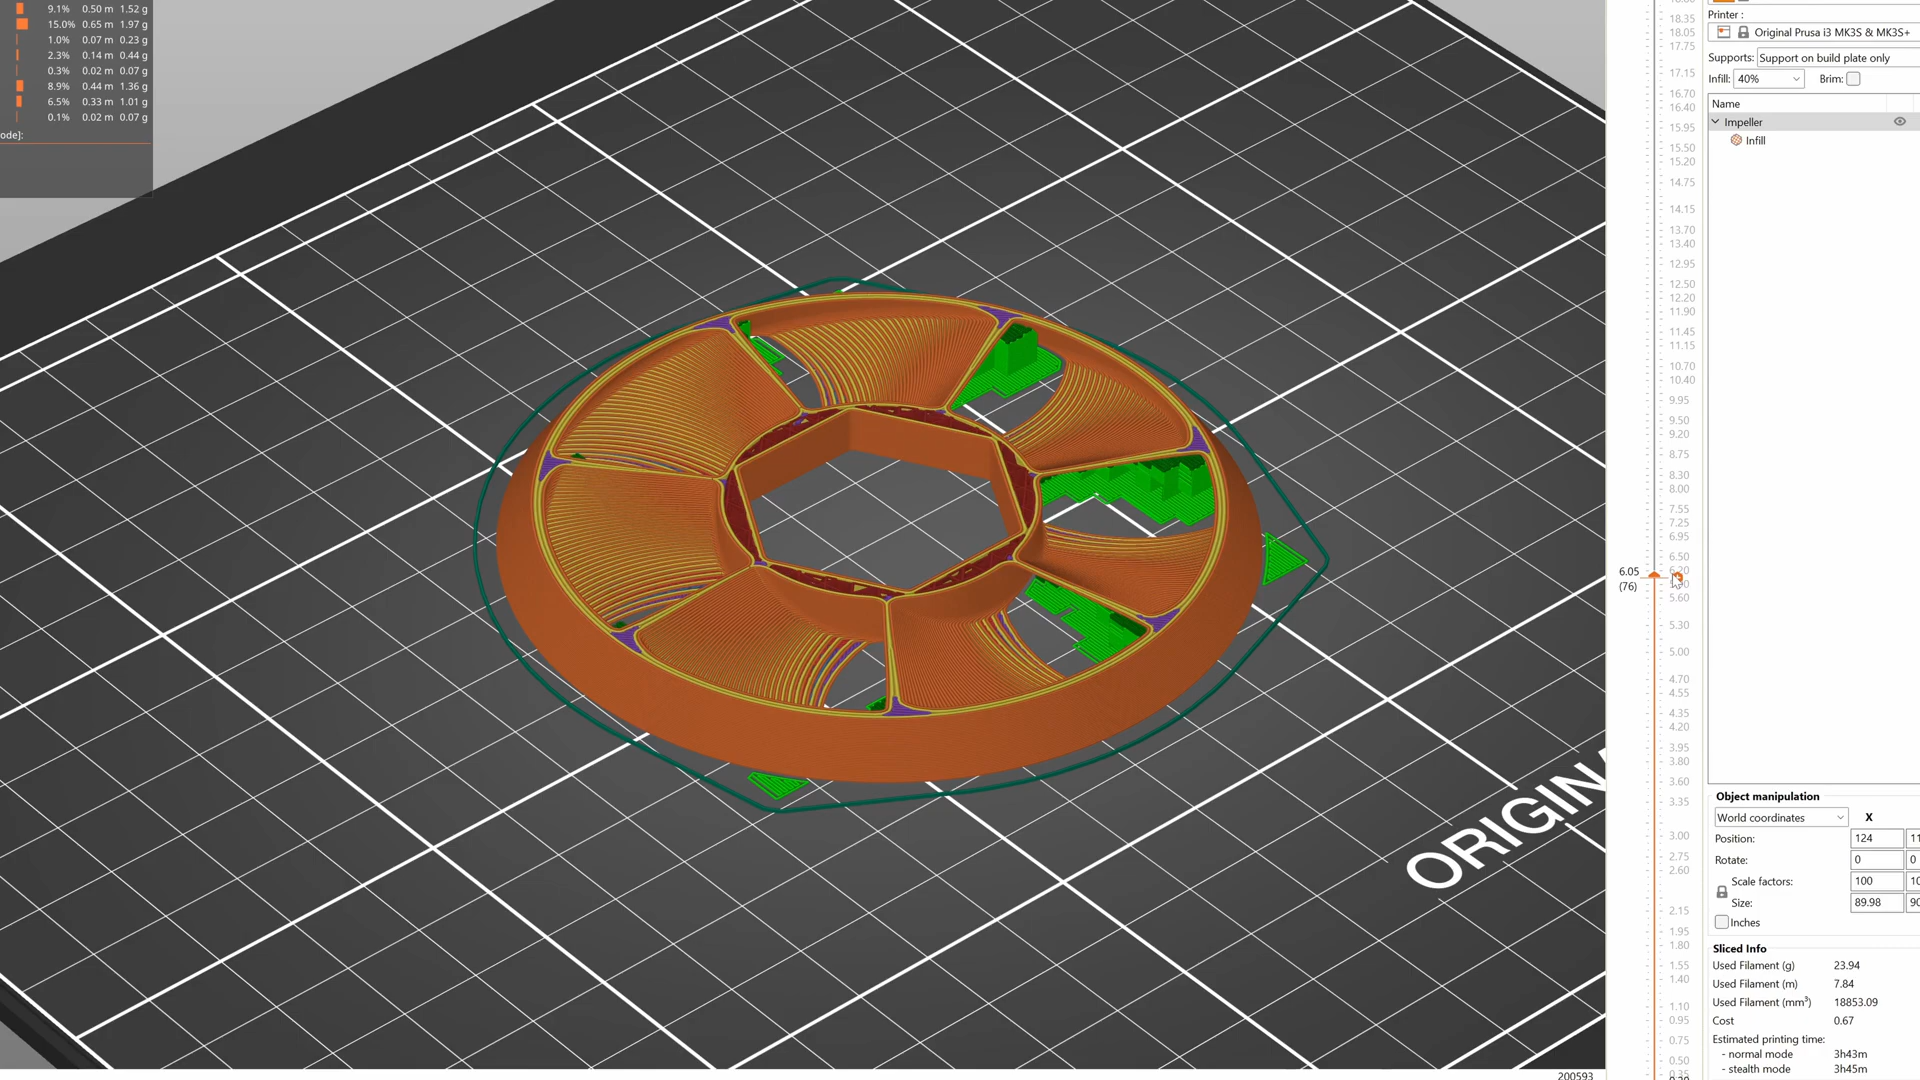 9.1% 0.50 m 1.52 g
15.0% 0.65 m 1.97 g
1.0% 0.07 m 0.23 g
2.3% 0.14 m 0.44 g
0.3% 0.02 m 0.07 g
8.9% 0.44 m 1.36 g
6.5% 0.33 m 1.01 g
0.1% 0.02 m 0.07 g
ode]:
ORIGIN
200593
18.35
18.05
17.75
17.15
16.70
16.40
15.95
15.50
15.20
14.75
14.15
13.70
13.40
12.95
12.50
12.20
11.90
11.45
11.15
10.70
10.40
9.95
9.50
9.20
8.75
8.30
8.00
7.55
7.25
6.95
6.50
6.20
6.05
(76)
5.60
5.30
5.00
4.70
4.55
4.35
4.20
3.95
3.80
3.60
3.35
3.00
2.75
2.60
2.15
1.95
1.80
1.55
1.40
1.10
0.95
0.75
0.50
Printer :
Original Prusa i3 MK3S & MK3S+
Supports: Support on build plate only
Infill: 40% Brim:
Name
Impeller
Infill
Object manipulation
World coordinates X
Position: 124 11
Rotate: 0 0
Scale factors: 100 10
Size: 89.98 90
Inches
Sliced Info
Used Filament (g) 23.94
Used Filament (m) 7.84
Used Filament (mm³) 18853.09
Cost 0.67
Estimated printing time:
- normal mode 3h43m
- stealth mode 3h45m